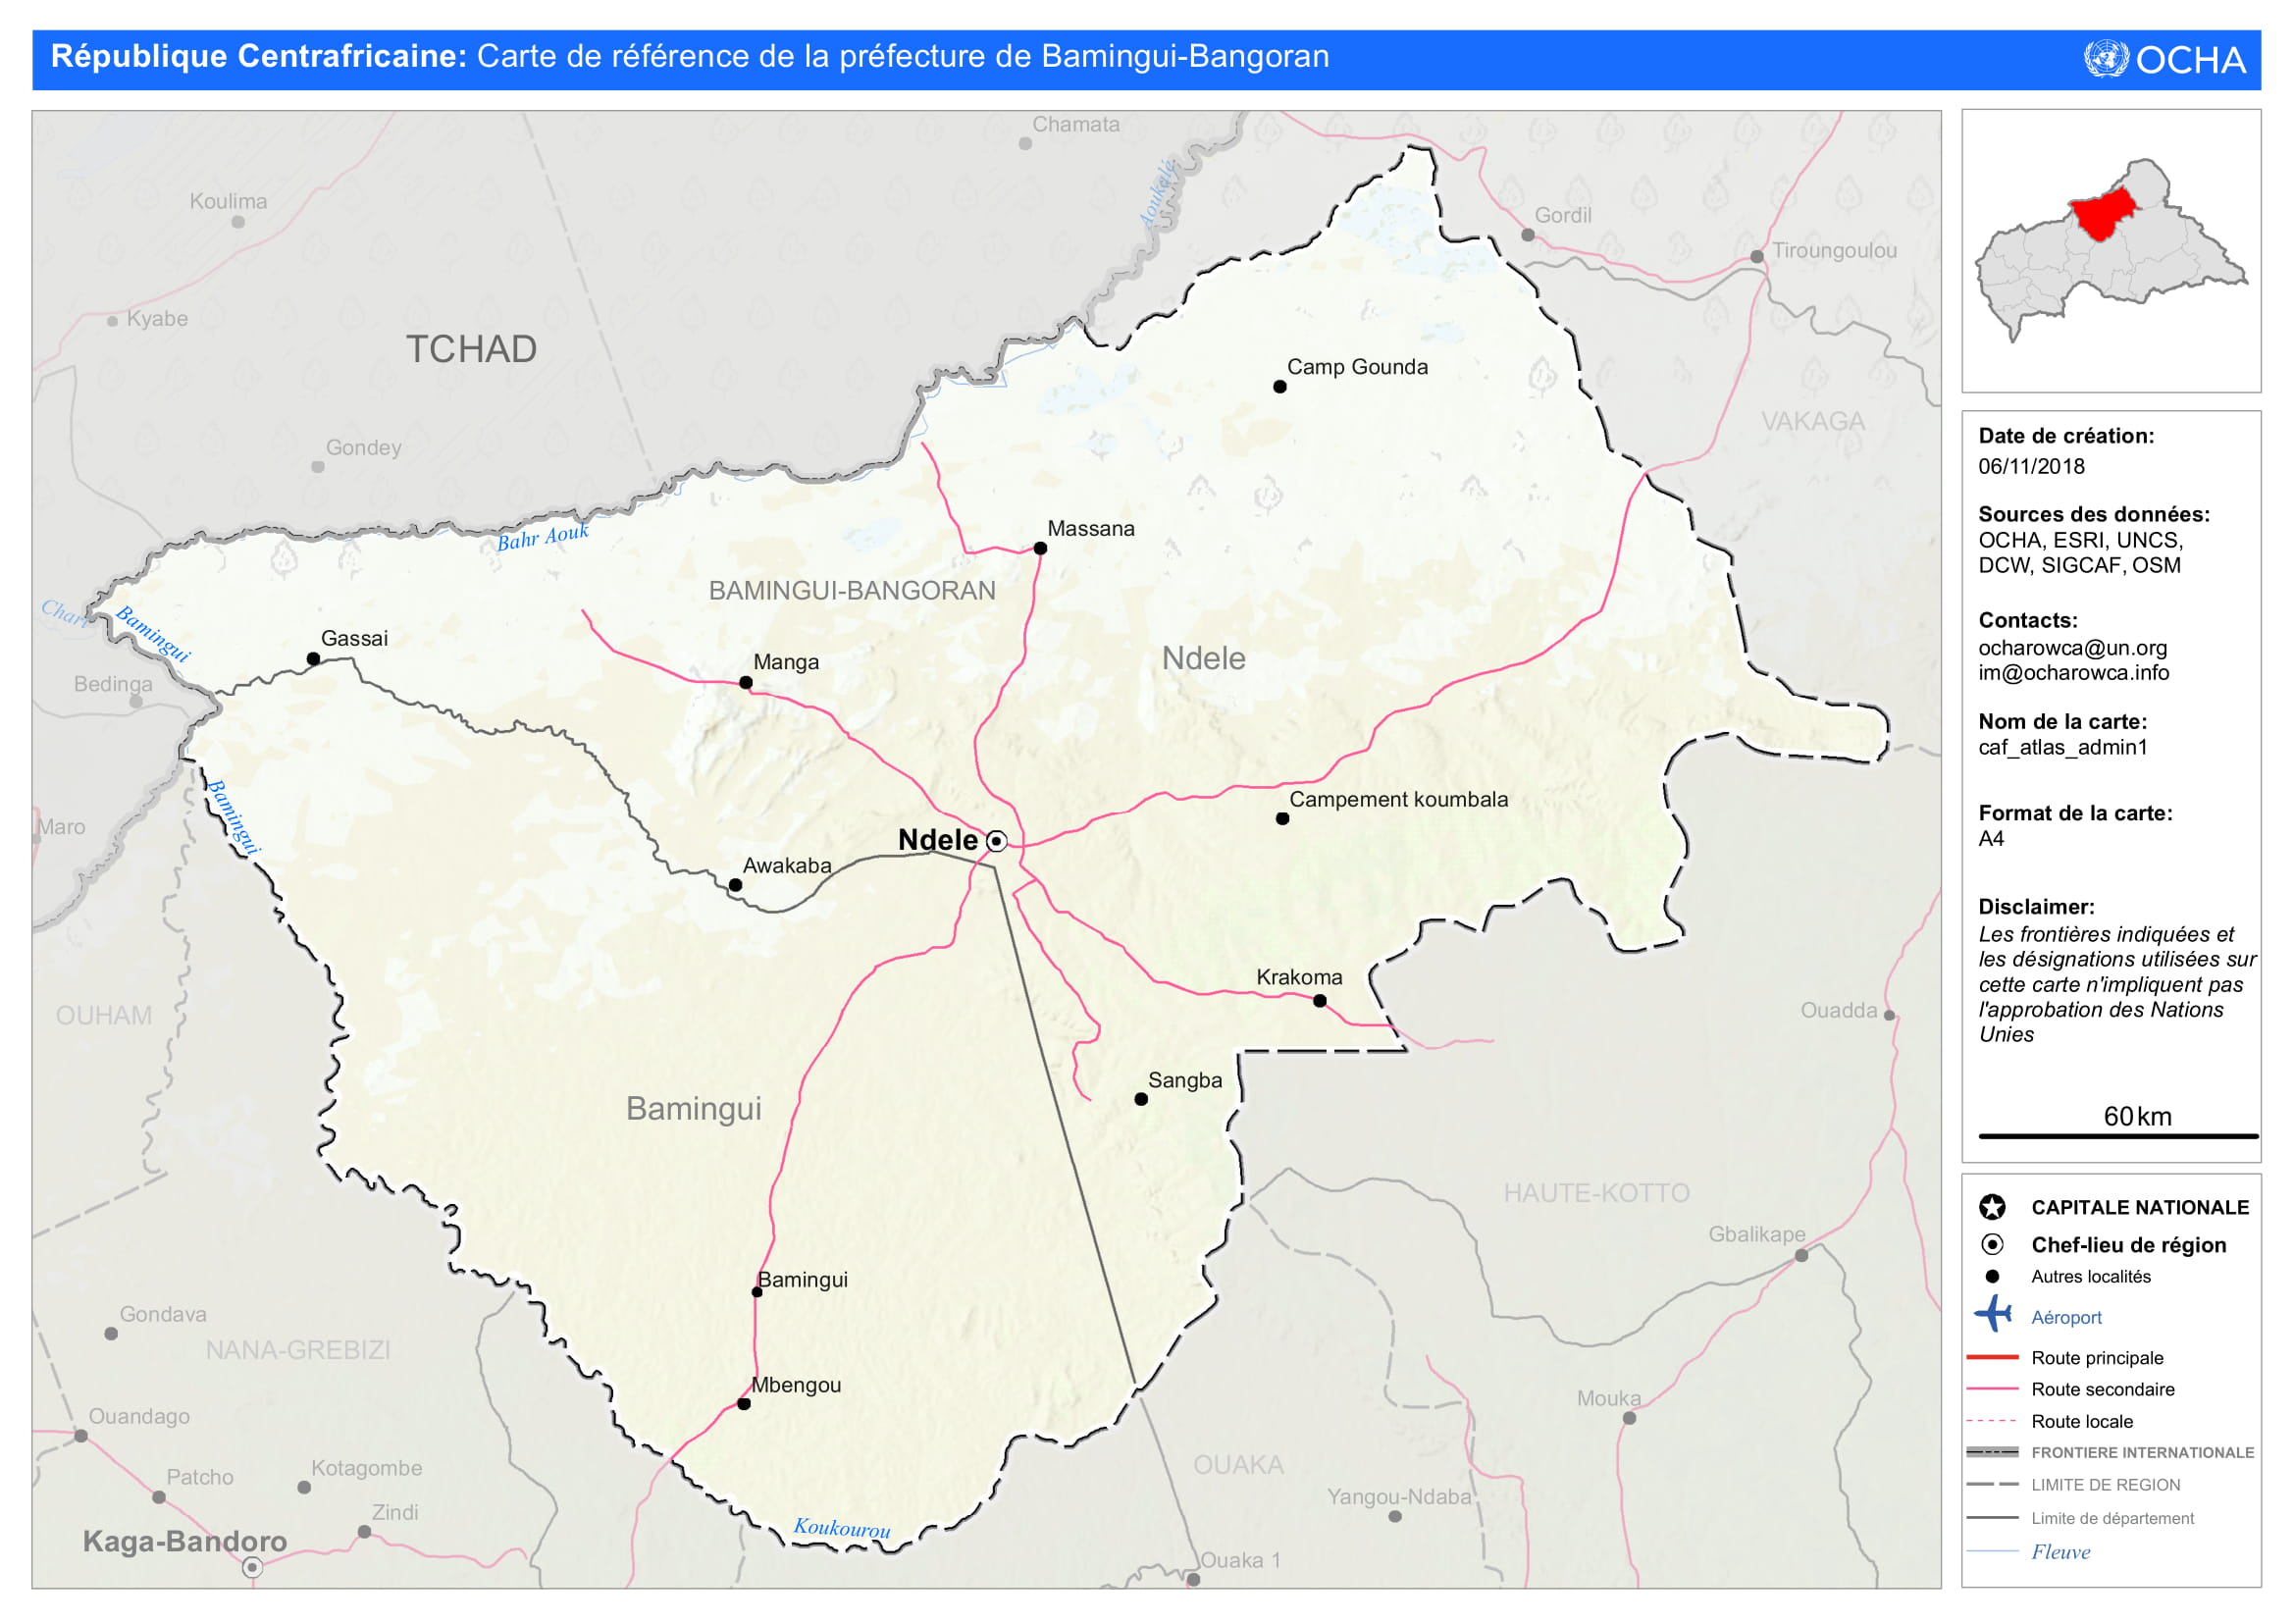 République Centrafricaine: Carte de référence de la préfecture de Bamingui-Bangoran
OCHA
Chamata
Aoukalé
Koulima
Gordil
Tiroungoulou
Kyabe
TCHAD
Camp Gounda
VAKAGA
Gondey
Massana
Bahr Aouk
BAMINGUI-BANGORAN
Chari
Bamingui
Gassai
Manga
Ndele
Bedinga
Campement koumbala
Bamingui
Maro
Ndele
Awakaba
Krakoma
Ouadda
OUHAM
Sangba
Bamingui
HAUTE-KOTTO
Gbalikape
Bamingui
Gondava
NANA-GREBIZI
Mbengou
Mouka
Ouandago
OUAKA
Kotagombe
Patcho
Yangou-Ndaba
Zindi
Koukourou
Kaga-Bandoro
Ouaka 1
Date de création:
06/11/2018
Sources des données:
OCHA, ESRI, UNCS,
DCW, SIGCAF, OSM
Contacts:
ocharowca@un.org
im@ocharowca.info
Nom de la carte:
caf_atlas_admin1
Format de la carte:
A4
Disclaimer:
Les frontières indiquées et
les désignations utilisées sur
cette carte n'impliquent pas
l'approbation des Nations
Unies
60 km
CAPITALE NATIONALE
Chef-lieu de région
Autres localités
Aéroport
Route principale
Route secondaire
Route locale
FRONTIERE INTERNATIONALE
LIMITE DE REGION
Limite de département
Fleuve